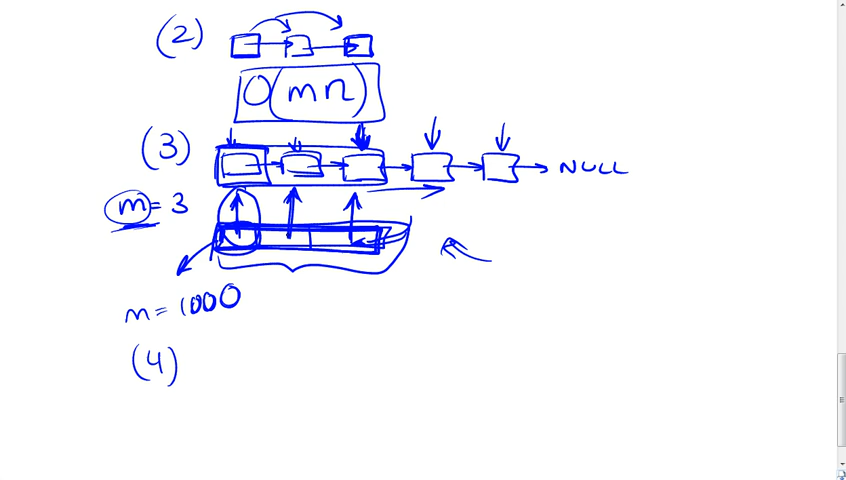 (2)
O(mn)
(3)
NULL
m = 3
m = 1000
(4)